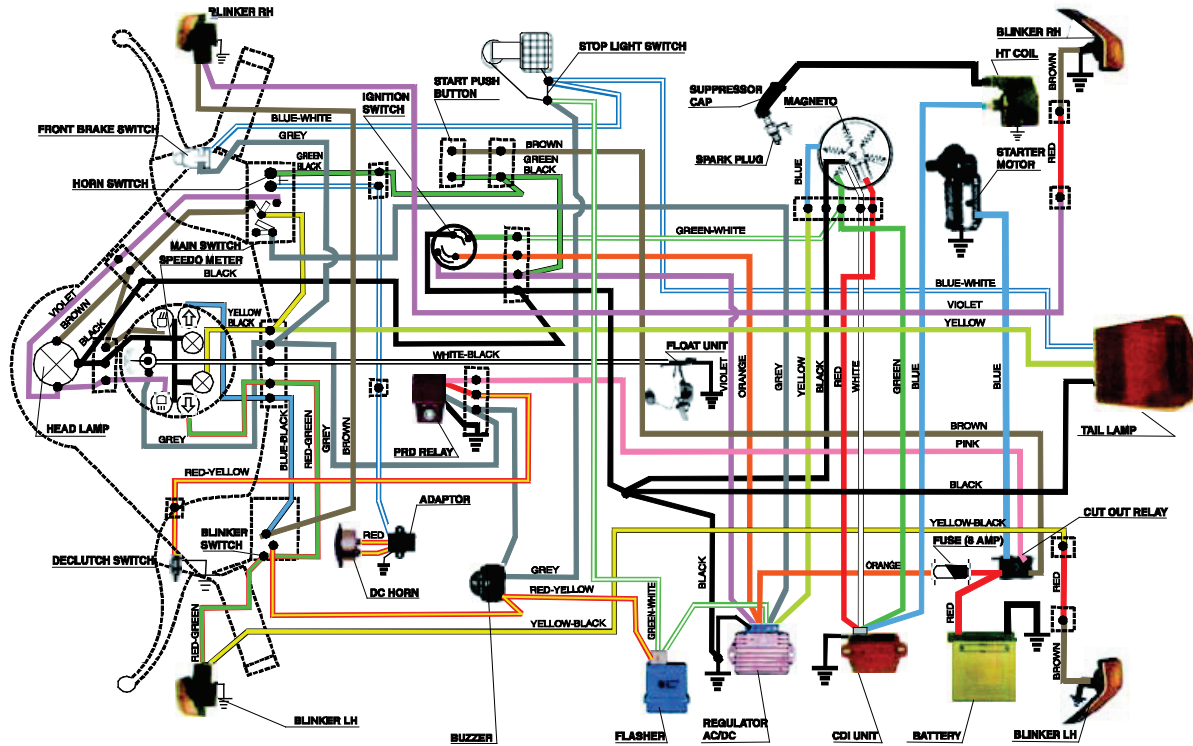 BLINKER RH
STOP LIGHT SWITCH
BLINKER RH
HT COIL
START PUSH
BUTTON
IGNITION
SWITCH
SUPPRESSOR
CAP
MAGNETO
BROWN
FRONT BRAKE SWITCH
BLUE-WHITE
GREY
SPARK PLUG
STARTER
MOTOR
RED
HORN SWITCH
GREEN
BLACK
BROWN
GREEN
BLACK
BLUE
MAIN SWITCH
SPEEDO METER
BLACK
GREEN-WHITE
BLUE-WHITE
VIOLET
YELLOW
VIOLET
BROWN
BLACK
YELLOW
BLACK
WHITE-BLACK
FLOAT UNIT
VIOLET
ORANGE
GREY
YELLOW
BLACK
RED
WHITE
GREEN
BLUE
BLUE
HEAD LAMP
GREY
BLUE-BLACK
RED-GREEN
GREY
BROWN
PRD RELAY
BROWN
PINK
TAIL LAMP
RED-YELLOW
ADAPTOR
BLACK
BLINKER
SWITCH
RED
YELLOW-BLACK
CUT OUT RELAY
FUSE (8 AMP)
DECLUTCH SWITCH
DC HORN
GREY
RED-YELLOW
BLACK
ORANGE
RED
RED
YELLOW-BLACK
RED-GREEN
GREEN-WHITE
BROWN
BLINKER LH
BUZZER
FLASHER
REGULATOR
AC/DC
CDI UNIT
BATTERY
BLINKER LH